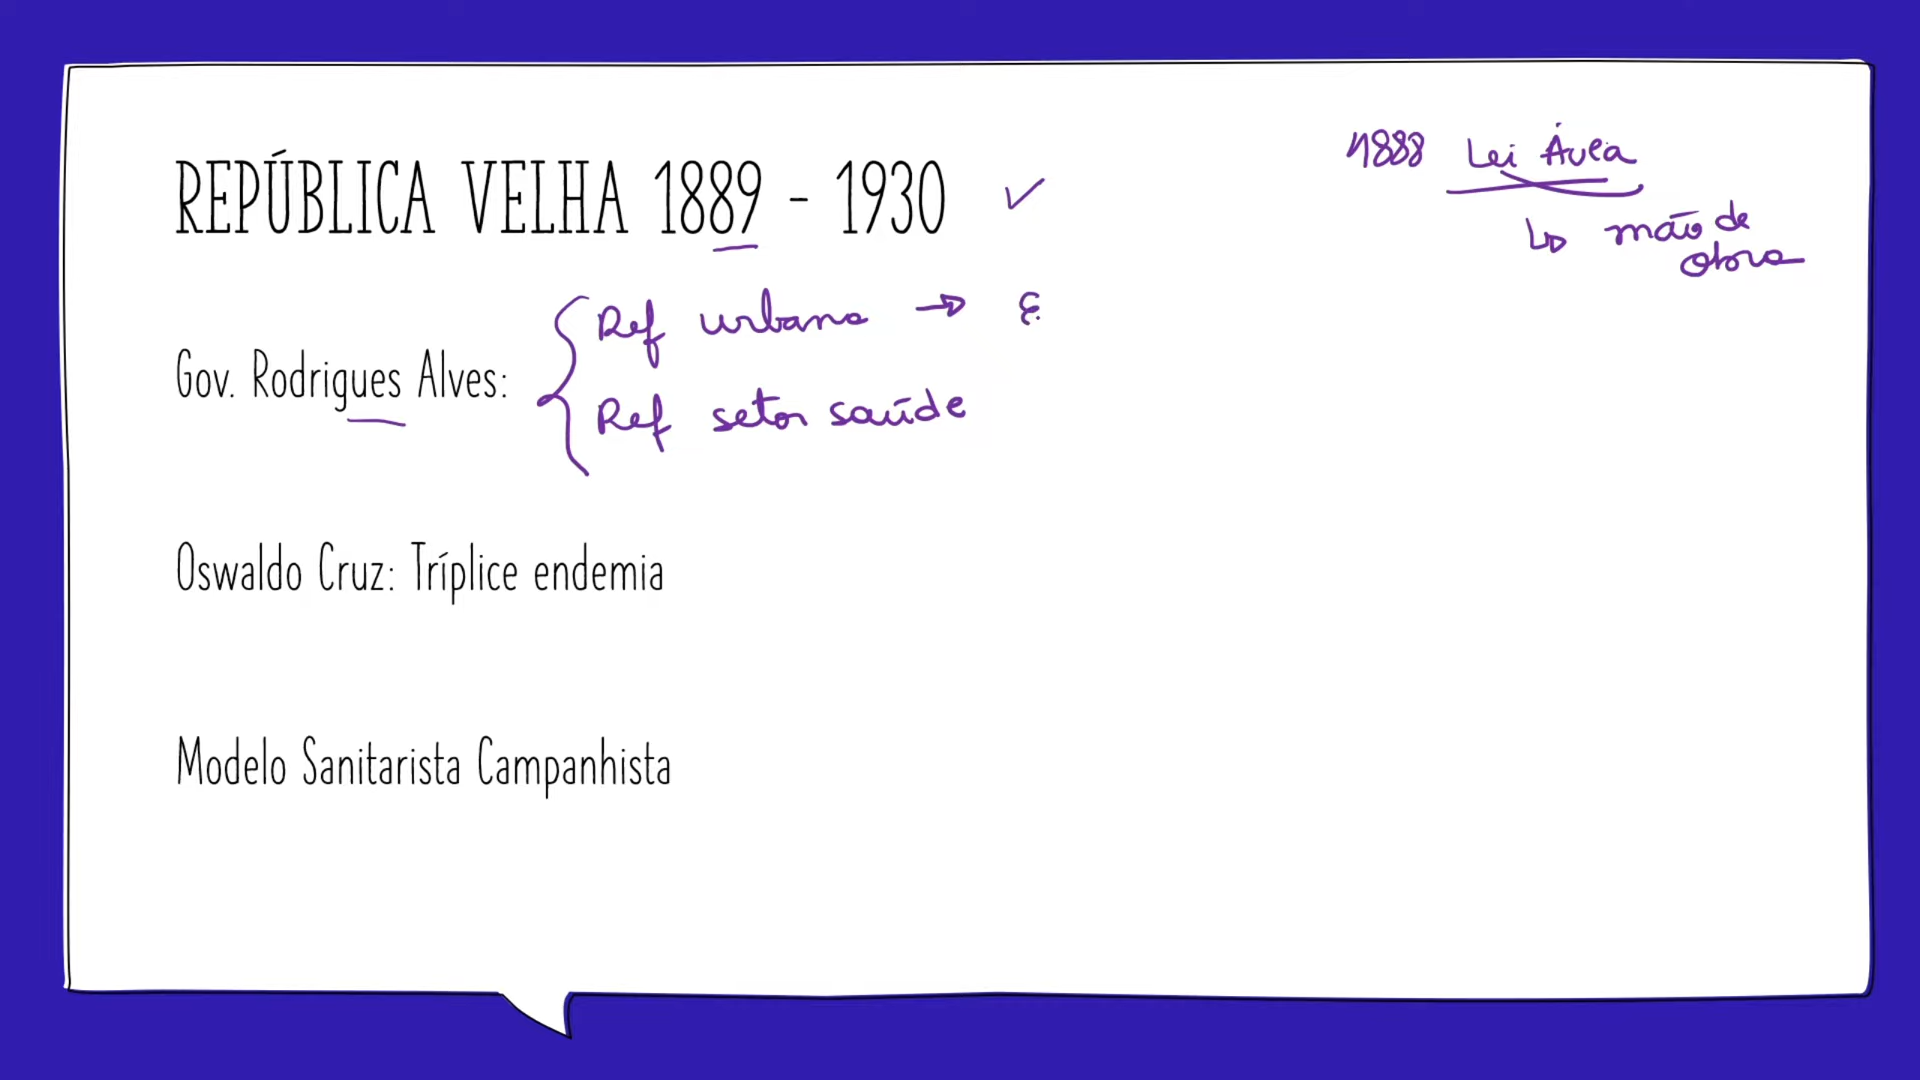 REPÚBLICA VELHA 1889 - 1930
1888 Lei Áurea
mão de
obra
Ref urbana →
Gov. Rodrigues Alves:
Ref setor saúde
Oswaldo Cruz: Tríplice endemia
Modelo Sanitarista Campanhista